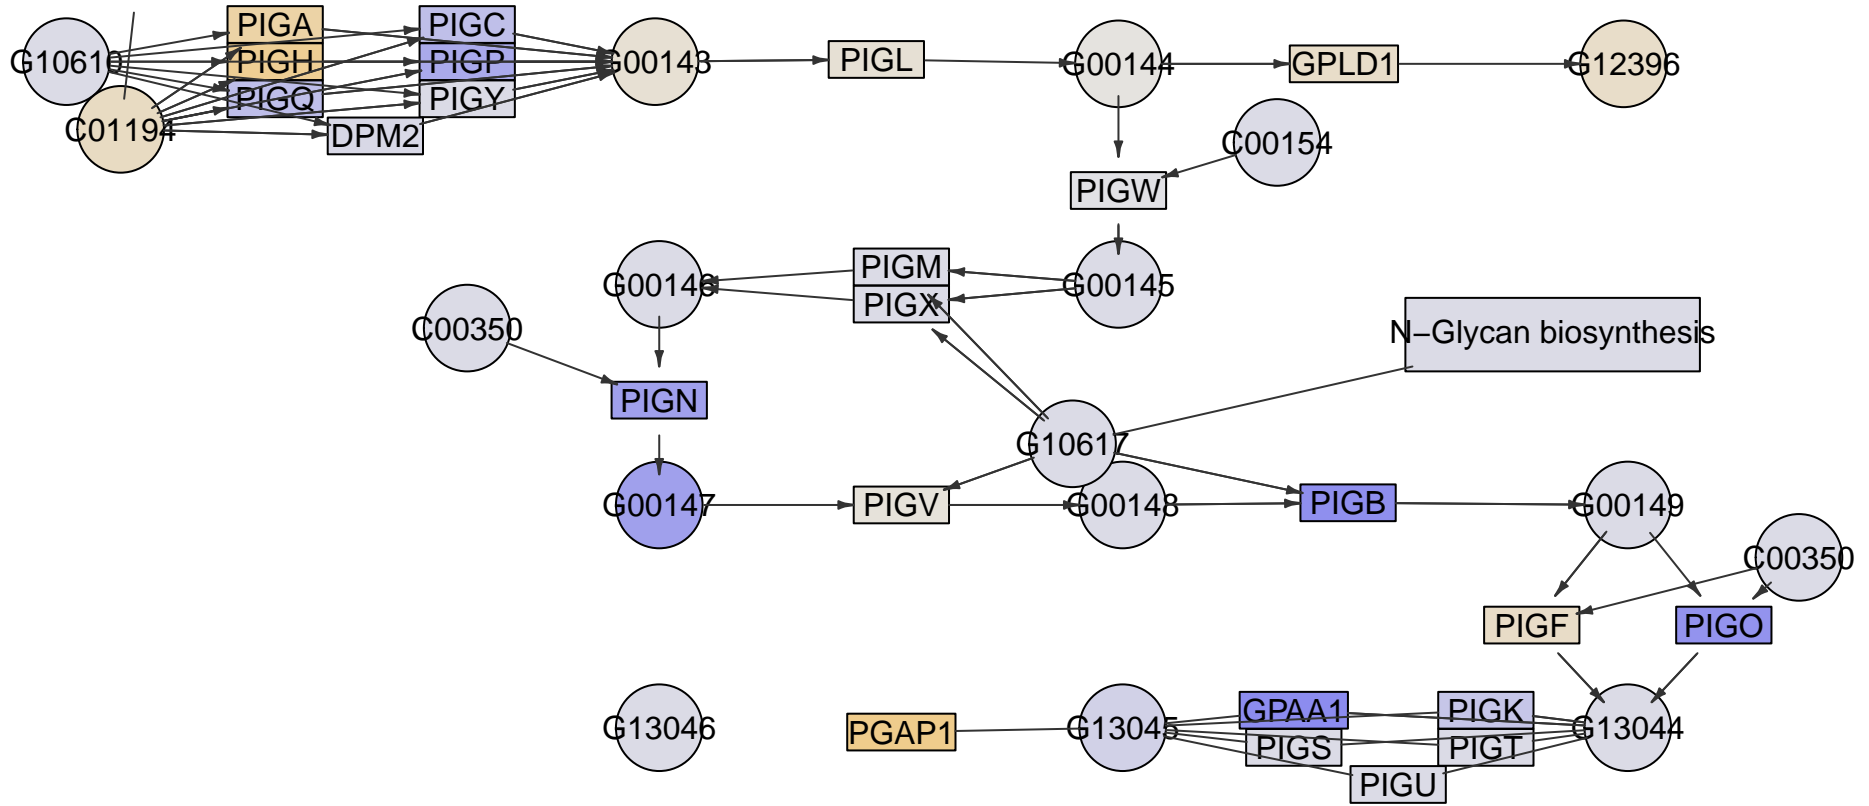 PIGA
PIGC
G10618
PIGH
PIGP
G00143
PIGL
G00144
GPLD1
G12396
PIGQ
PIGY
C01194
DPM2
C00154
PIGW
PIGM
G00146
G00145
PIGX
C00350
N−Glycan biosynthesis
PIGN
G10617
G00147
PIGV
G00148
PIGB
G00149
C00350
PIGF
PIGO
GPAA1
PIGK
G13046
PGAP1
G13045
G13044
PIGS
PIGT
PIGU